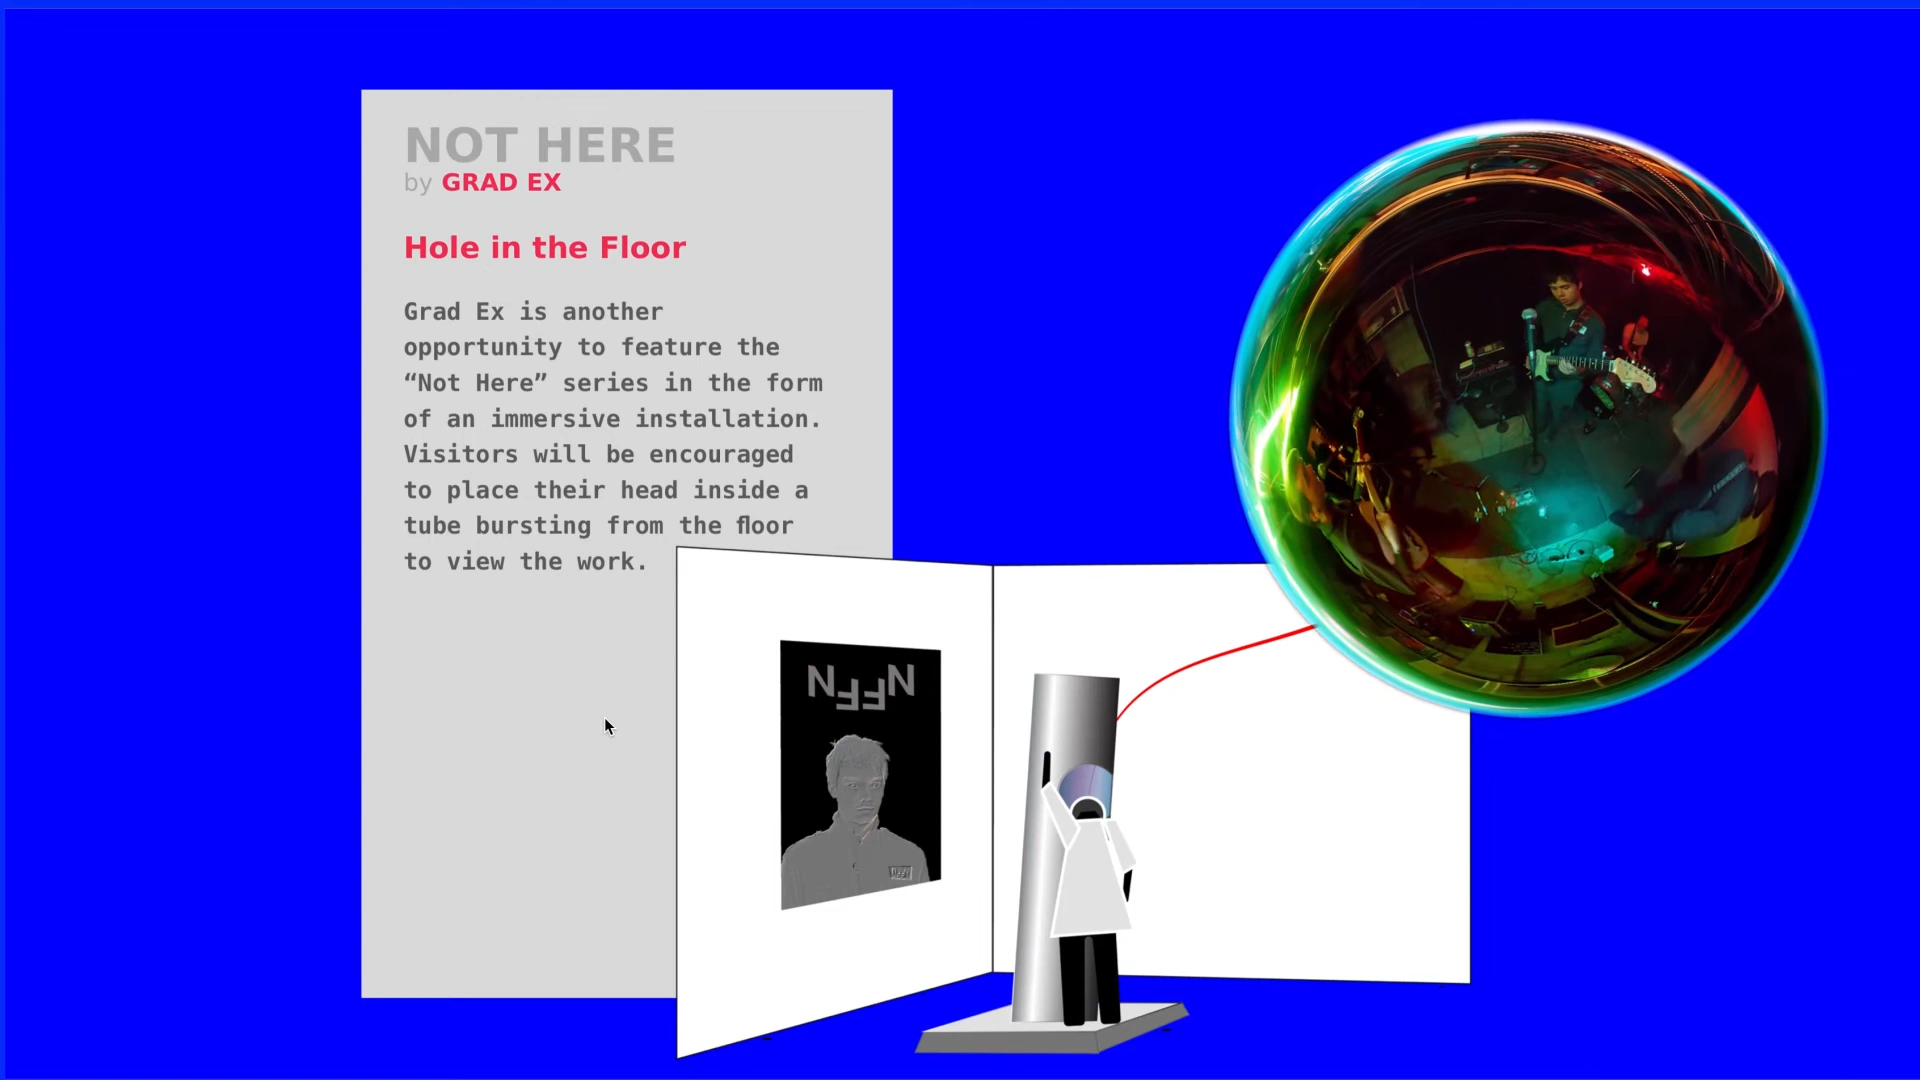 NOT HERE
by GRAD EX
Hole in the Floor
Grad Ex is another
opportunity to feature the
“Not Here” series in the form
of an immersive installation.
Visitors will be encouraged
to place their head inside a
tube bursting from the floor
to view the work.